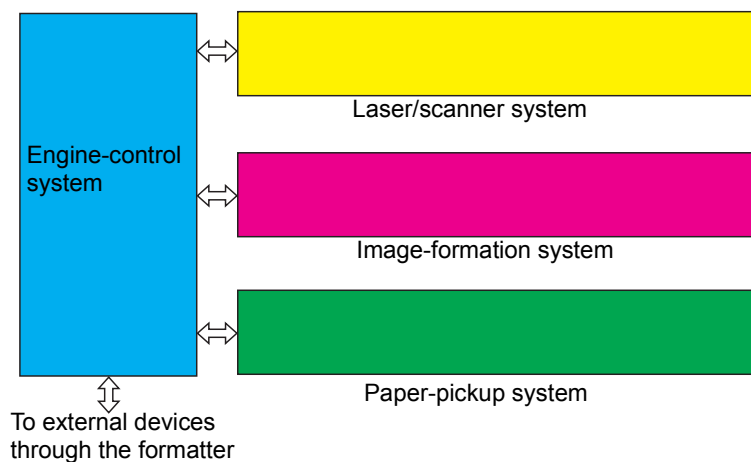 Laser/scanner system
Engine-control
system
Image-formation system
Paper-pickup system
To external devices
through the formatter